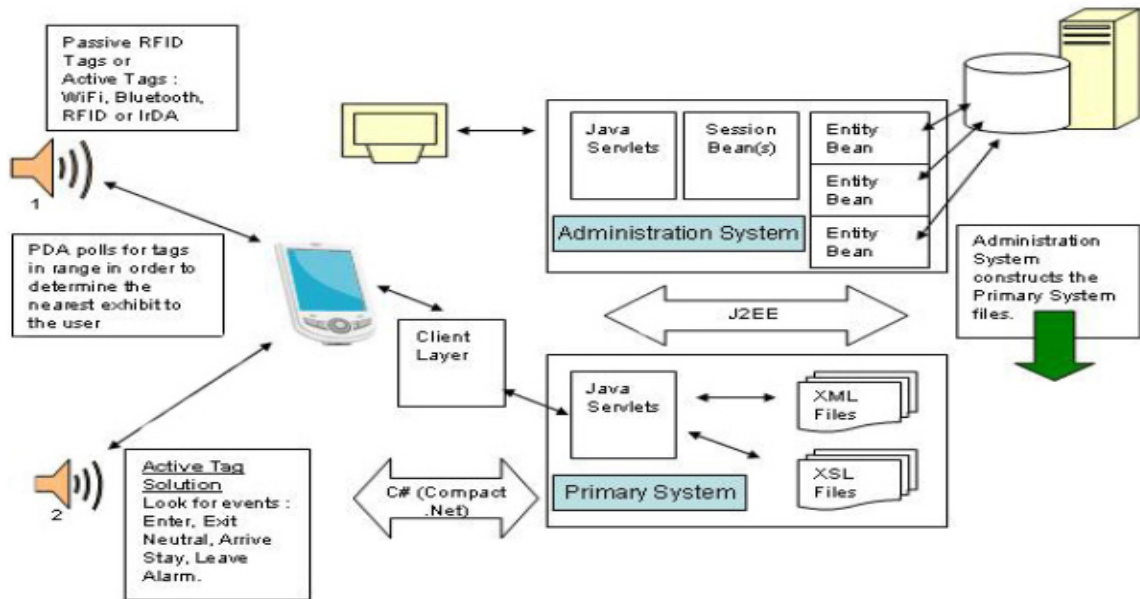 Passive RFID
Tags or
Active Tags :
WiFi, Bluetooth,
RFID or IrDA
1
PDA polls for tags
in range in order to
determine the
nearest exhibit to
the user
2
Active Tag
Solution
Look for events :
Enter, Exit
Neutral, Arrive
Stay, Leave
Alarm.
Client
Layer
C# (Compact
.Net)
Java
Servlets
Session
Bean(s)
Entity
Bean
Entity
Bean
Entity
Bean
Administration System
J2EE
Administration
System
constructs the
Primary System
files.
Java
Servlets
XML
Files
XSL
Files
Primary System